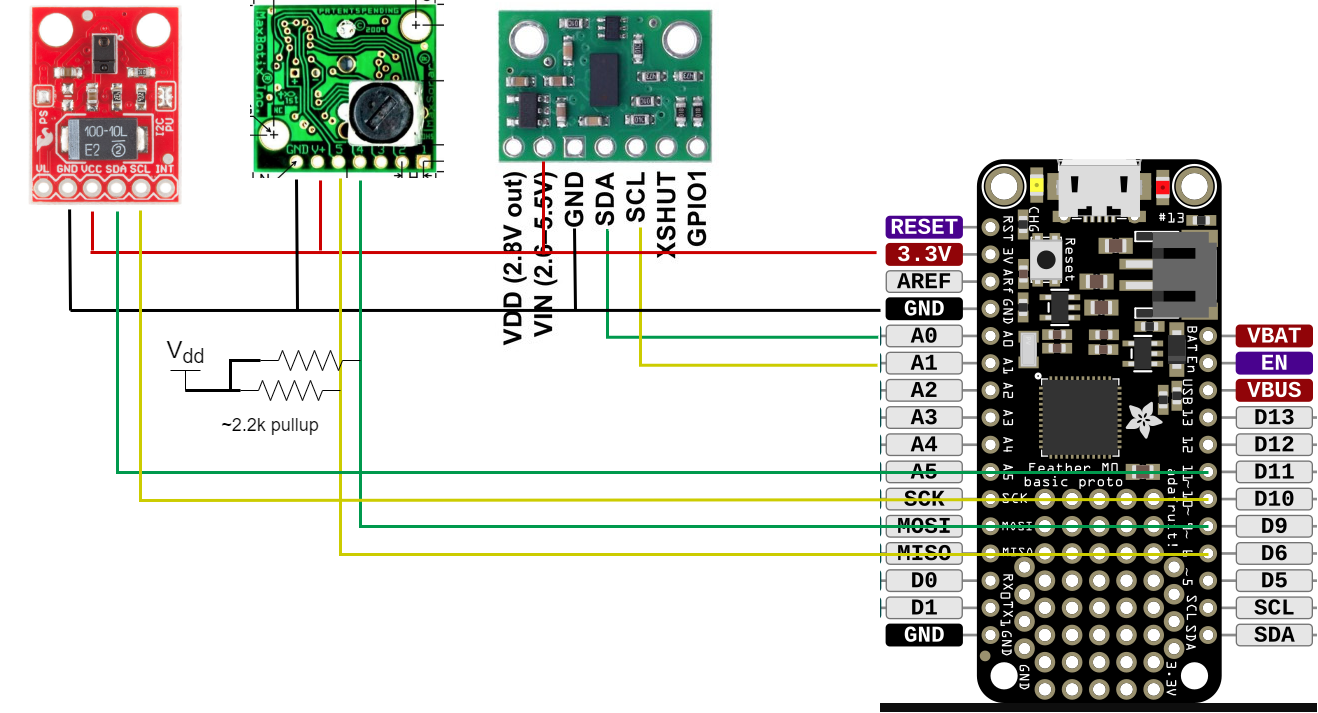 PS
I2C
PU
100-10L
E2 2
VL GND VCC SDA SCL INT
PATENTSPENDING
© 2009
MaxBotix® Inc.
GND V+ 5 4 3 2 1
VDD (2.8V out)
VIN (2.6-5.5V)
GND
SDA
SCL
XSHUT
GPIO1
Vdd
~2.2k pullup
RESET
3.3V
AREF
GND
A0
A1
A2
A3
A4
A5
SCK
MOSI
MISO
D0
D1
GND
CHG
#13
Reset
RST
3V
ARf
GND
A0
A1
A2
A3
A4
A5
SCK
MOSI
MISO
RX0
TX1
GND
GND
Feather M0
basic proto
adafruit!
BAT
En
USB
13
12
11~
10~
9~
6
~5
SCL
SDA
3.3V
VBAT
EN
VBUS
D13
D12
D11
D10
D9
D6
D5
SCL
SDA